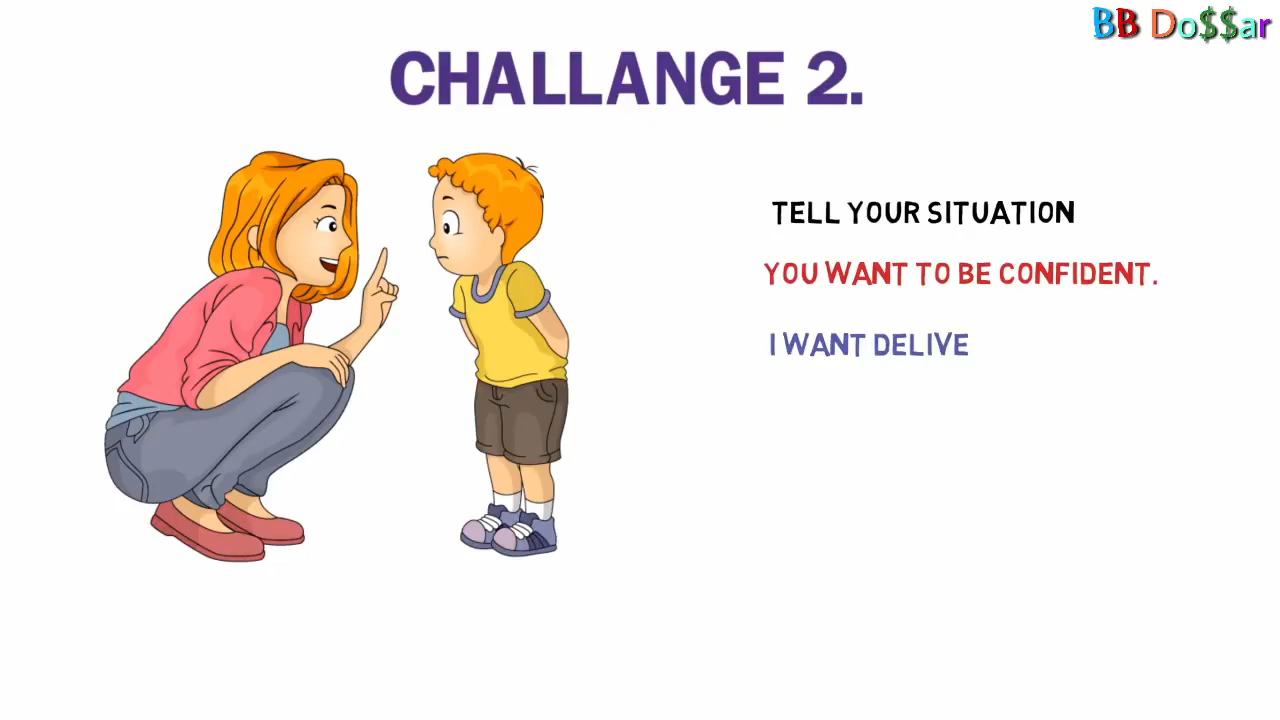 BB Do$$ar
CHALLANGE 2.
TELL YOUR SITUATION
YOU WANT TO BE CONFIDENT.
I WANT DELIVE